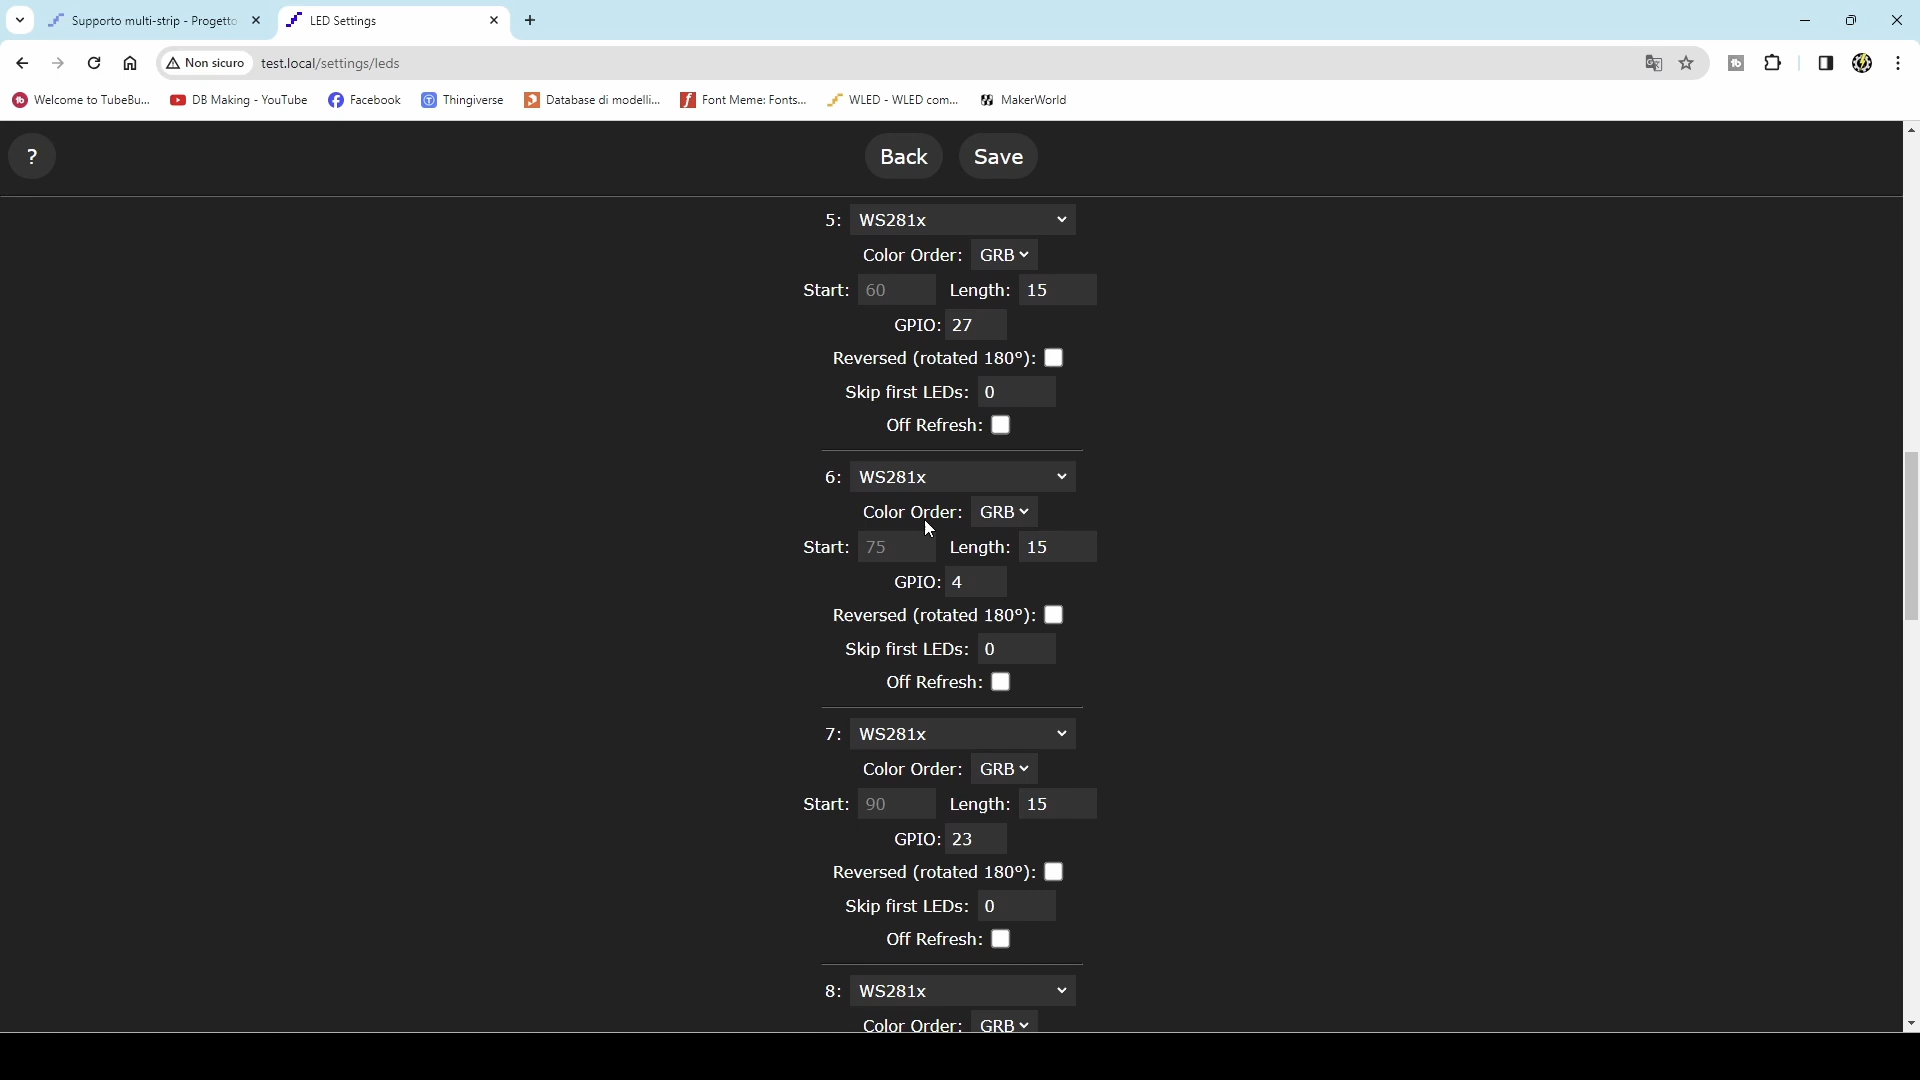 Supporto multi-strip - Progetto
LED Settings
Non sicuro
test.local/settings/leds
Welcome to TubeBu...
DB Making - YouTube
Facebook
Thingiverse
Database di modelli...
Font Meme: Fonts...
WLED - WLED com...
MakerWorld
?
Back
Save
5: WS281x
Color Order: GRB
Start: 60 Length: 15
GPIO: 27
Reversed (rotated 180°):
Skip first LEDs: 0
Off Refresh:
6: WS281x
Color Order: GRB
Start: 75 Length: 15
GPIO: 4
Reversed (rotated 180°):
Skip first LEDs: 0
Off Refresh:
7: WS281x
Color Order: GRB
Start: 90 Length: 15
GPIO: 23
Reversed (rotated 180°):
Skip first LEDs: 0
Off Refresh:
8: WS281x
Color Order: GRB